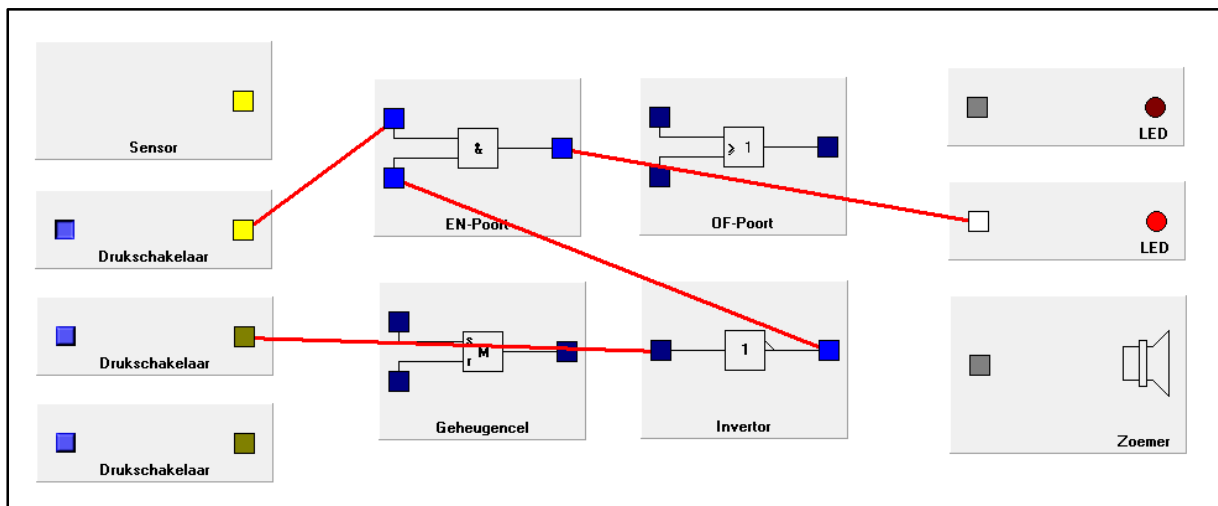 Sensor
Drukschakelaar
Drukschakelaar
Drukschakelaar
&
EN-Poort
≥ 1
OF-Poort
s
M
r
Geheugencel
1
Invertor
LED
LED
Zoemer